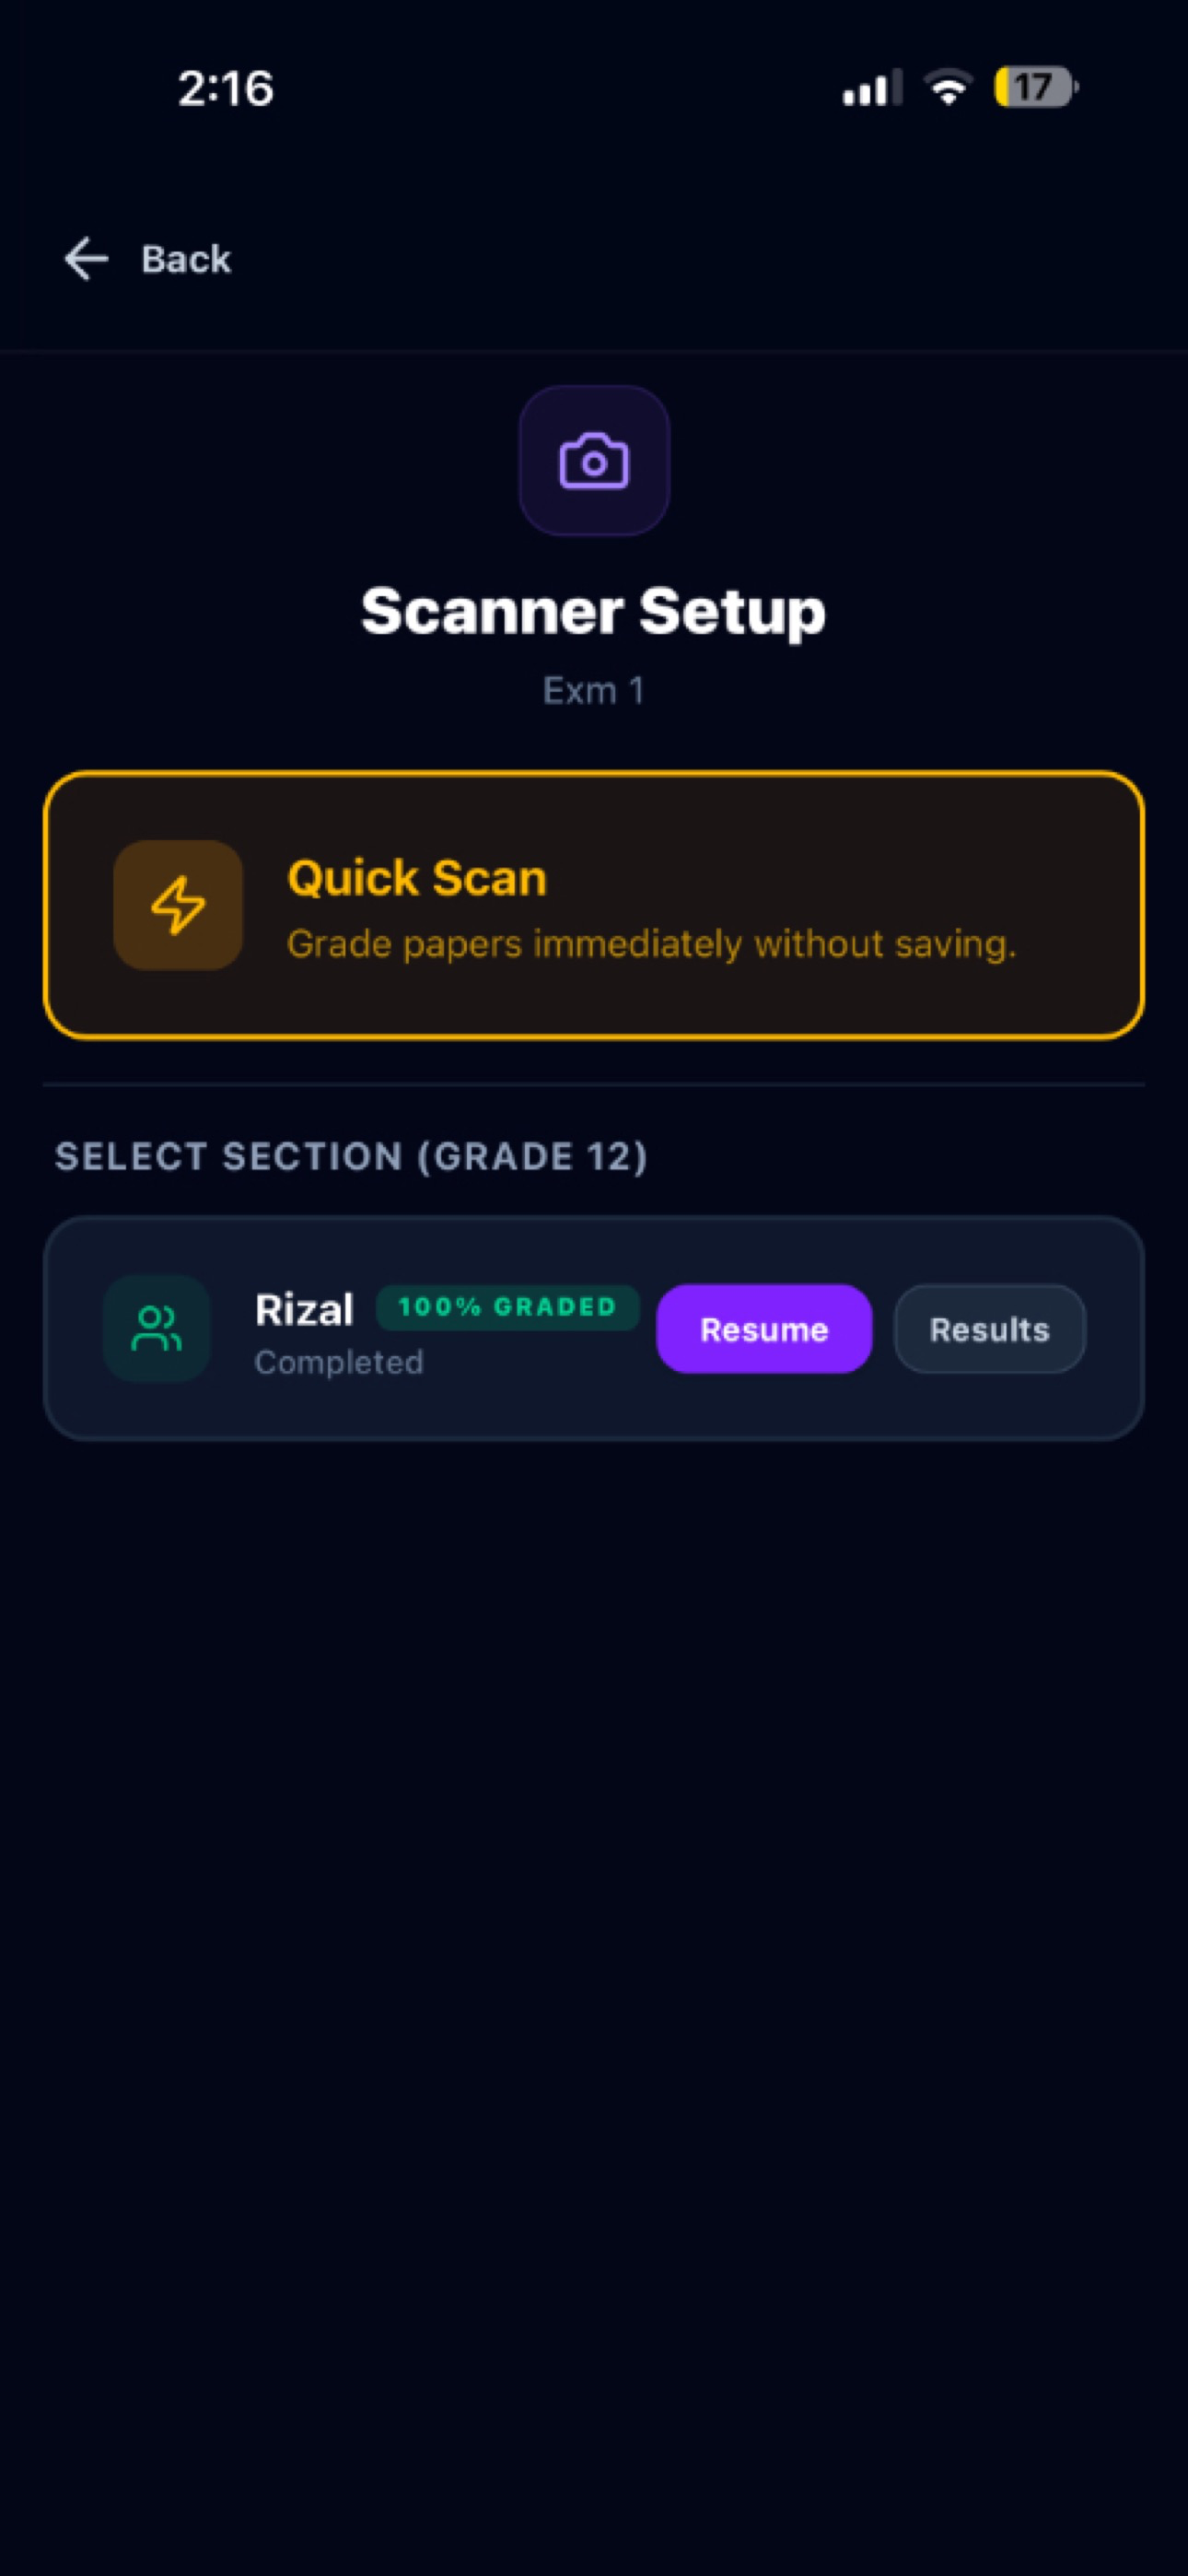 2:16
17
Back
Scanner Setup
Exm 1
Quick Scan
Grade papers immediately without saving.
SELECT SECTION (GRADE 12)
Rizal 100% GRADED
Completed
Resume
Results